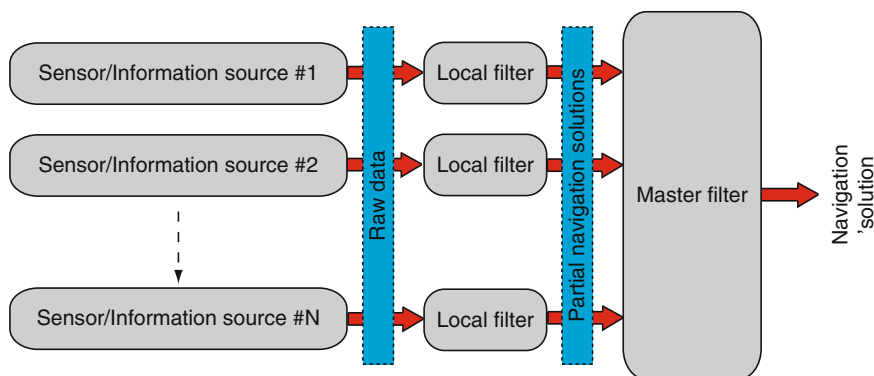 Sensor/Information source #1
Raw data
Local filter
Partial navigation solutions
Sensor/Information source #2
Local filter
Master filter
Navigation
'solution
Sensor/Information source #N
Local filter